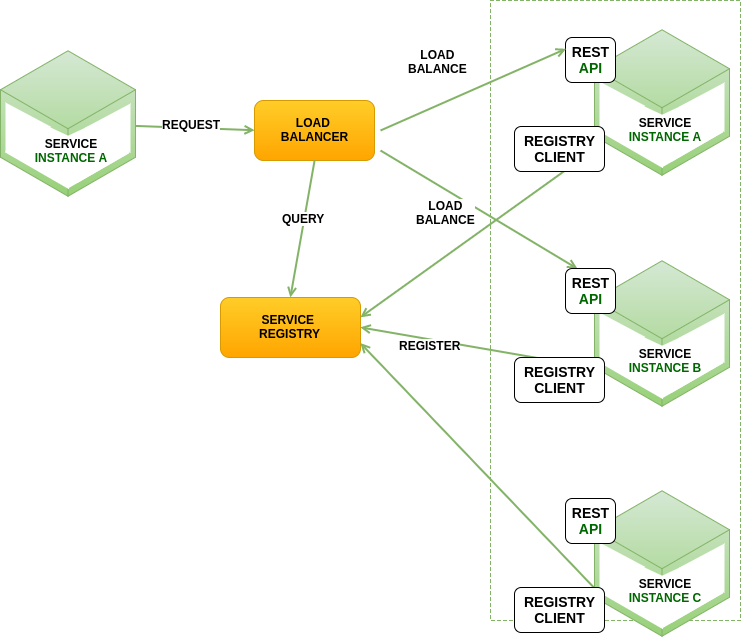 LOAD
BALANCE
REST
API
SERVICE
INSTANCE A
REQUEST
LOAD
BALANCER
SERVICE
INSTANCE A
REGISTRY
CLIENT
QUERY
LOAD
BALANCE
REST
API
SERVICE
REGISTRY
REGISTER
SERVICE
INSTANCE B
REGISTRY
CLIENT
REST
API
SERVICE
INSTANCE C
REGISTRY
CLIENT